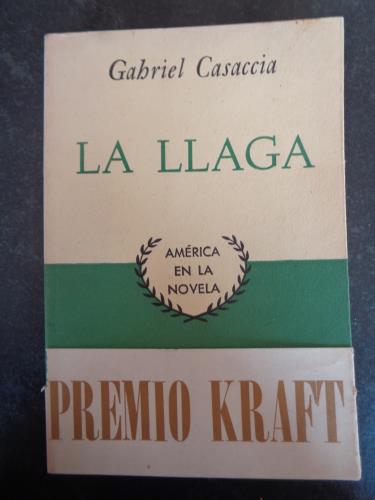 Gabriel Casaccia
LA LLAGA
AMÉRICA
EN LA
NOVELA
PREMIO KRAFT